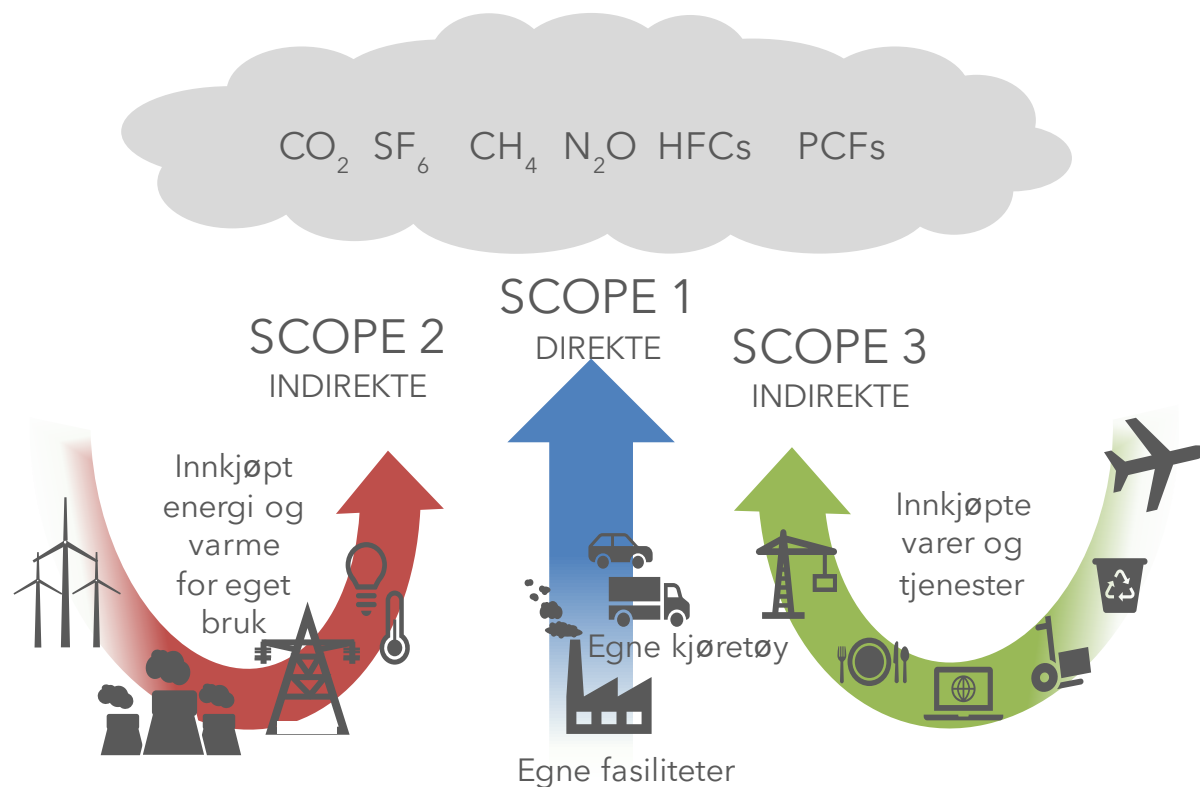 CO₂ SF₆ CH₄ N₂O HFCs PCFs
SCOPE 1
DIREKTE
SCOPE 2
INDIREKTE
SCOPE 3
INDIREKTE
Innkjøpt
energi og
varme
for eget
bruk
Egne kjøretøy
Egne fasiliteter
Innkjøpte
varer og
tjenester